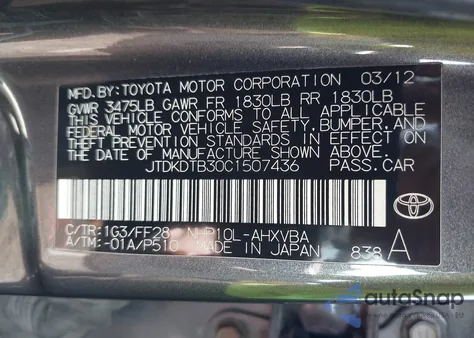 MFD.BY:TOYOTA MOTOR CORPORATION 03/12
GVWR 3475LB GAWR FR 1830LB RR 1830LB
THIS VEHICLE CONFORMS TO ALL APPLICABLE
FEDERAL MOTOR VEHICLE SAFETY,BUMPER,AND
THEFT PREVENTION STANDARDS IN EFFECT ON
THE DATE OF MANUFACTURE SHOWN ABOVE.
JTDKDTB30C1507436 PASS.CAR
C/TR:1G3/FF28 NHP10L-AHXVBA
A/TM:-01A/P510 MADE IN JAPAN 838 A
TOYOTA
autoSnap